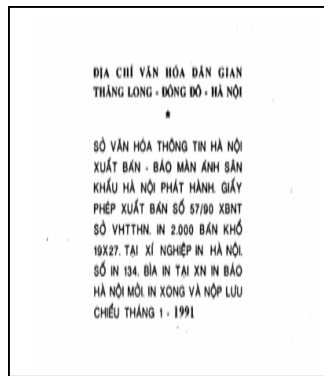 ĐỊA CHÍ VĂN HÓA DÂN GIAN
THĂNG LONG - ĐÔNG ĐÔ - HÀ NỘI
★
SỞ VĂN HÓA THÔNG TIN HÀ NỘI
XUẤT BẢN - BÁO MÀN ẢNH SÂN
KHẤU HÀ NỘI PHÁT HÀNH. GIẤY
PHÉP XUẤT BẢN SỐ 57/90 XBNT
SỞ VHTTHN. IN 2.000 BẢN KHỔ
19X27. TẠI XÍ NGHIỆP IN HÀ NỘI.
SỐ IN 134. BÌA IN TẠI XN IN BÁO
HÀ NỘI MỚI. IN XONG VÀ NỘP LƯU
CHIỂU THÁNG 1 - 1991